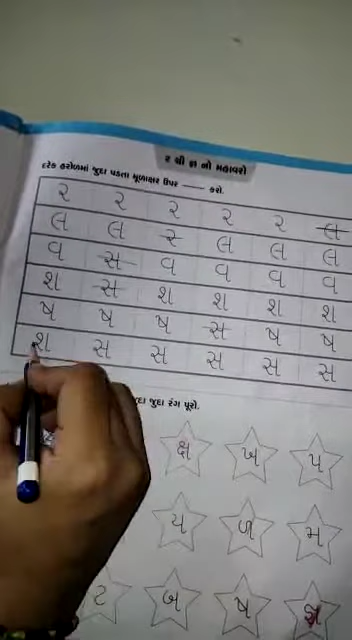 ર થી જ્ઞ નો મહાવરો
દરેક હરોળમાં જુદા પડતા મૂળાક્ષર ઉપર —— કરો.
ર ર ર ર ર લ
લ લ ર લ લ લ
વ સ વ વ વ વ
શ સ શ શ શ શ
ષ ષ ષ સ ષ ષ
શ સ સ સ સ સ
જુદા રંગ પૂરો.
ક્ષ ખ પ
ય ળ મ
ટ બ ષ જ્ઞ